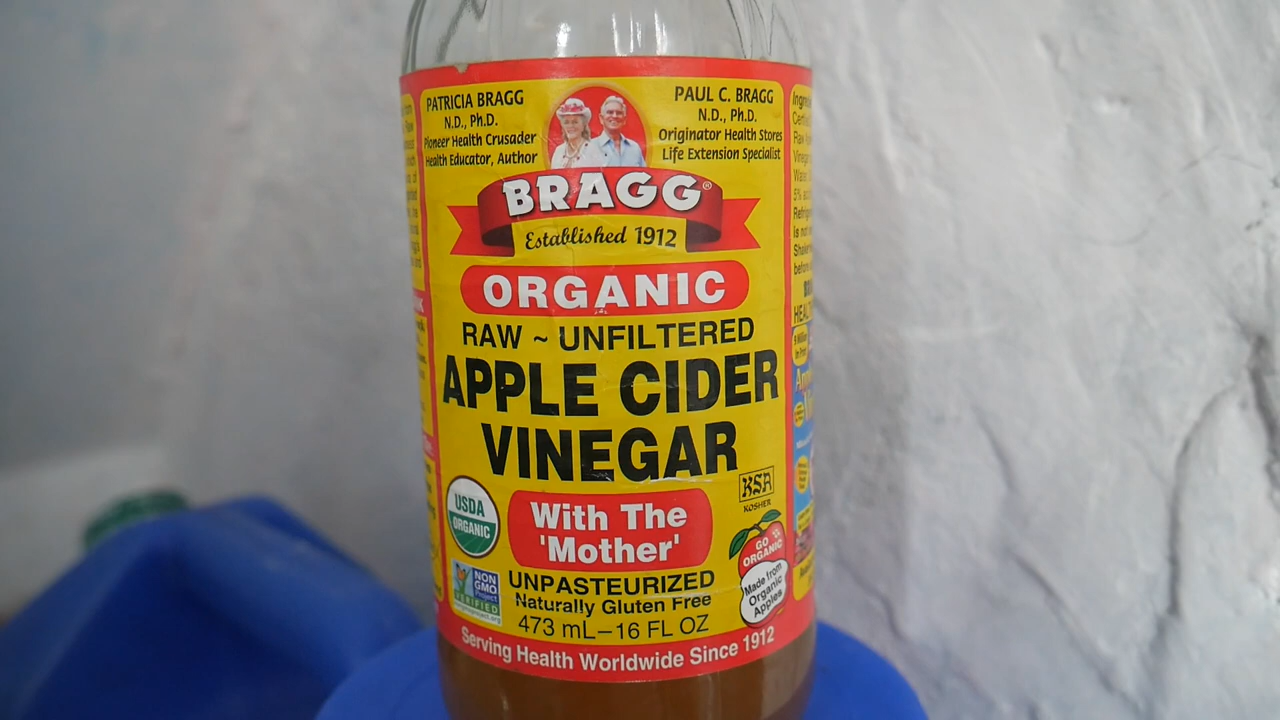 PATRICIA BRAGG
N.D., Ph.D.
Pioneer Health Crusader
Health Educator, Author
PAUL C. BRAGG
N.D., Ph.D.
Originator Health Stores
Life Extension Specialist
BRAGG®
Established 1912
ORGANIC
RAW ~ UNFILTERED
APPLE CIDER
VINEGAR
KSA
KOSHER
USDA
ORGANIC
With The
'Mother'
GO
ORGANIC
Made from
Organic
Apples
NON
GMO
Project
VERIFIED
UNPASTEURIZED
Naturally Gluten Free
473 mL–16 FL OZ
Serving Health Worldwide Since 1912